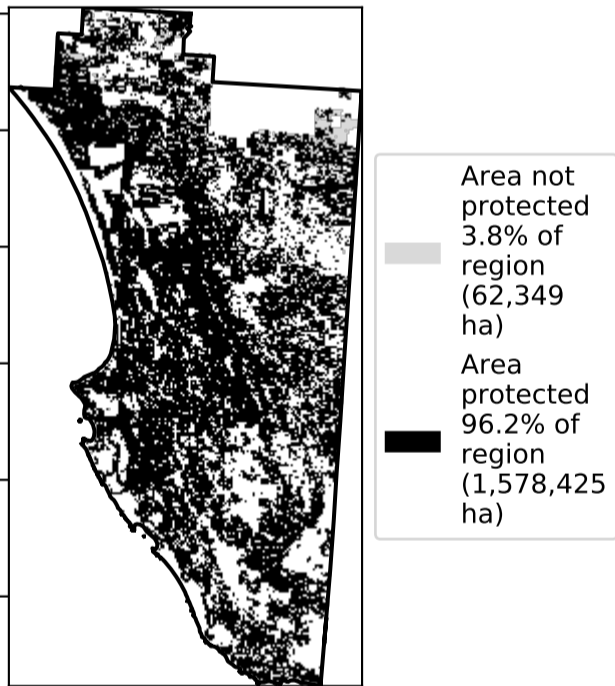 Area not
protected
3.8% of
region
(62,349
ha)
Area
protected
96.2% of
region
(1,578,425
ha)